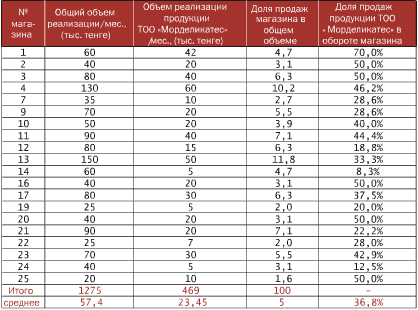 № мага-зина | Общий объем реализации/мес., (тыс. тенге) | Объем реализации продукции ТОО «Морделикатес» /мес., (тыс. тенге) | Доля продаж магазина в общем объеме | Доля продаж продукции ТОО «Морделикатес» в обороте магазина
1 60 42 4,7 70,0%
2 40 20 3,1 50,0%
3 80 40 6,3 50,0%
4 130 60 10,2 46,2%
7 35 10 2,7 28,6%
9 70 20 5,5 28,6%
10 50 20 3,9 40,0%
11 90 40 7,1 44,4%
12 80 15 6,3 18,8%
13 150 50 11,8 33,3%
14 60 5 4,7 8,3%
16 40 20 3,1 50,0%
17 80 30 6,3 37,5%
19 25 5 2,0 20,0%
20 40 20 3,1 50,0%
21 90 20 7,1 22,2%
22 25 7 2,0 28,0%
23 70 30 5,5 42,9%
24 40 5 3,1 12,5%
25 20 10 1,6 50,0%
Итого 1275 469 100 –
среднее 57,4 23,45 5 36,8%